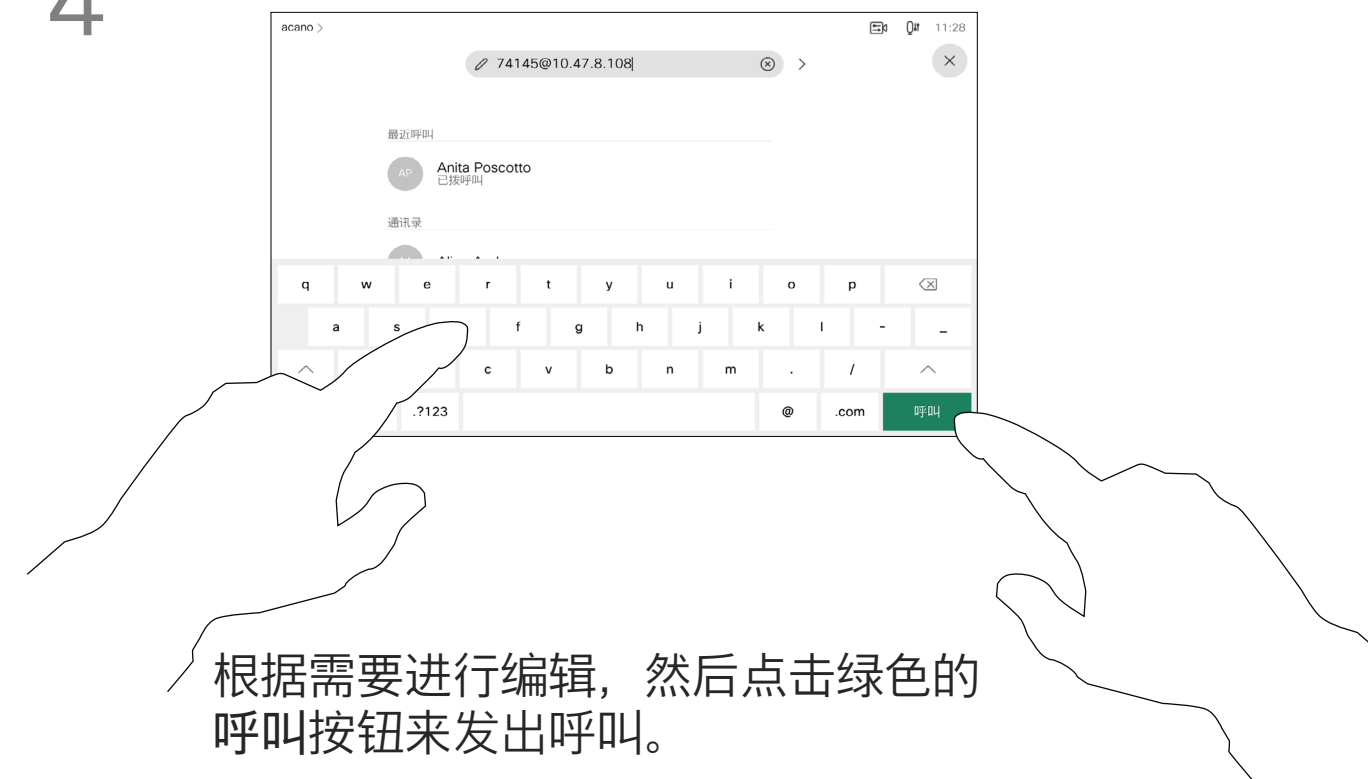 4
acano >
11:28
74145@10.47.8.108
最近呼叫
AP
Anita Poscotto
已拨呼叫
通讯录
q w e r t y u i o p
a s f g h j k l - _
c v b n m . /
.?123 @ .com 呼叫
根据需要进行编辑，然后点击绿色的
呼叫按钮来发出呼叫。